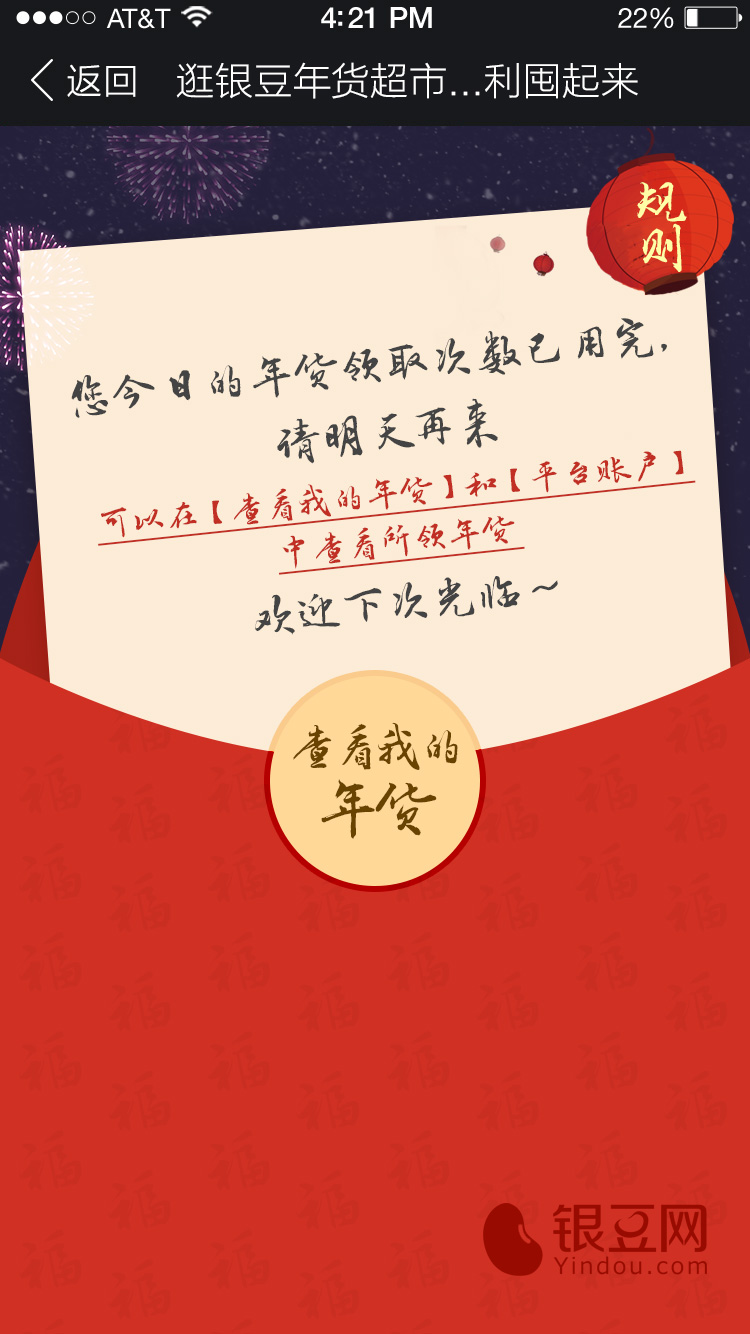 AT&T 4:21 PM 22%
返回 逛银豆年货超市...利囤起来
规
则
您今日的年货领取次数已用完，
请明天再来
可以在【查看我的年货】和【平台账户】
中查看所领年货
欢迎下次光临~
查看我的
年货
银豆网
Yindou.com